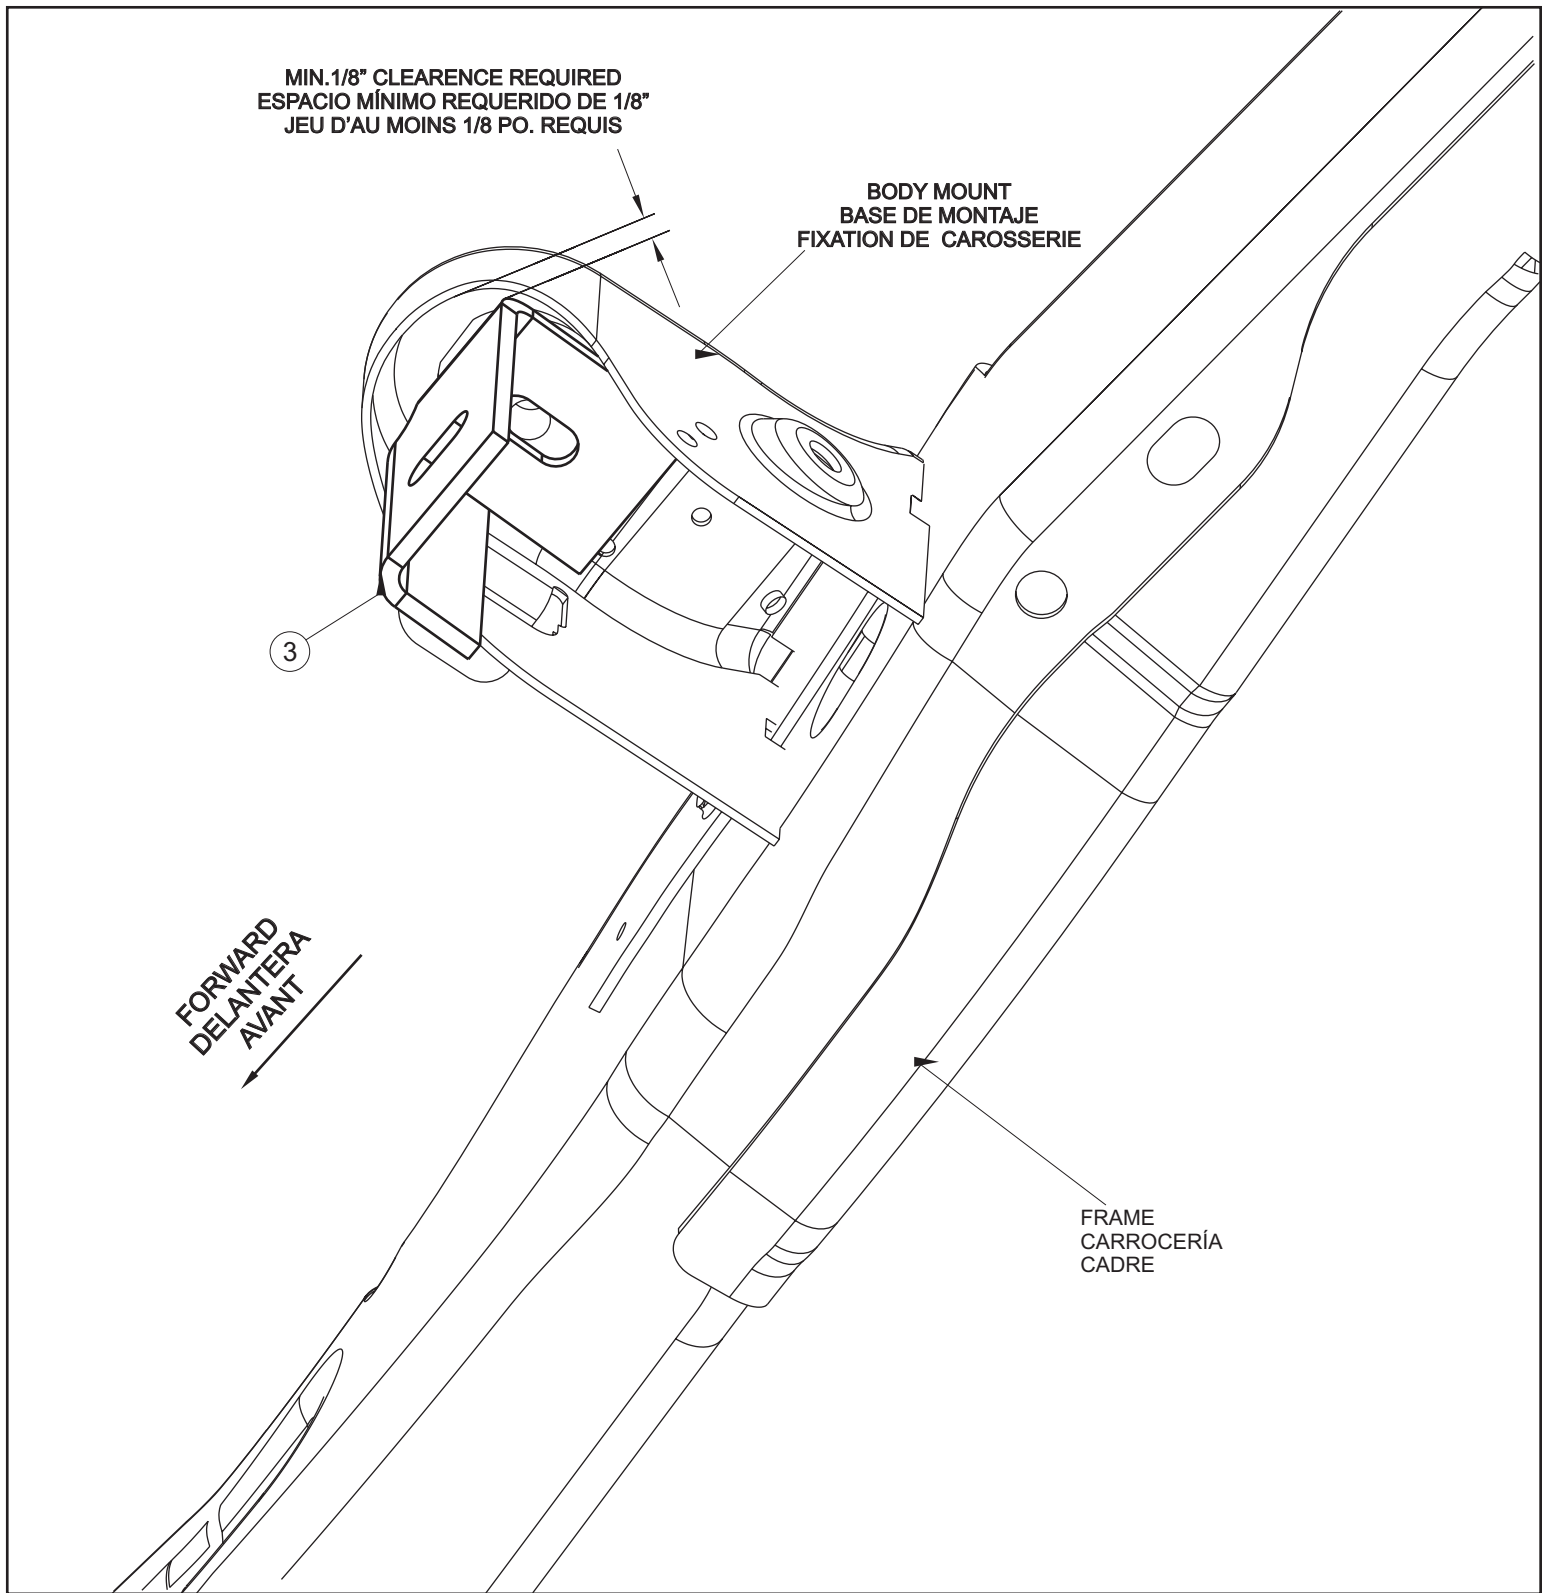 MIN.1/8” CLEARENCE REQUIRED
ESPACIO MÍNIMO REQUERIDO DE 1/8”
JEU D'AU MOINS 1/8 PO. REQUIS
BODY MOUNT
BASE DE MONTAJE
FIXATION DE CAROSSERIE
3
FORWARD
DELANTERA
AVANT
FRAME
CARROCERÍA
CADRE